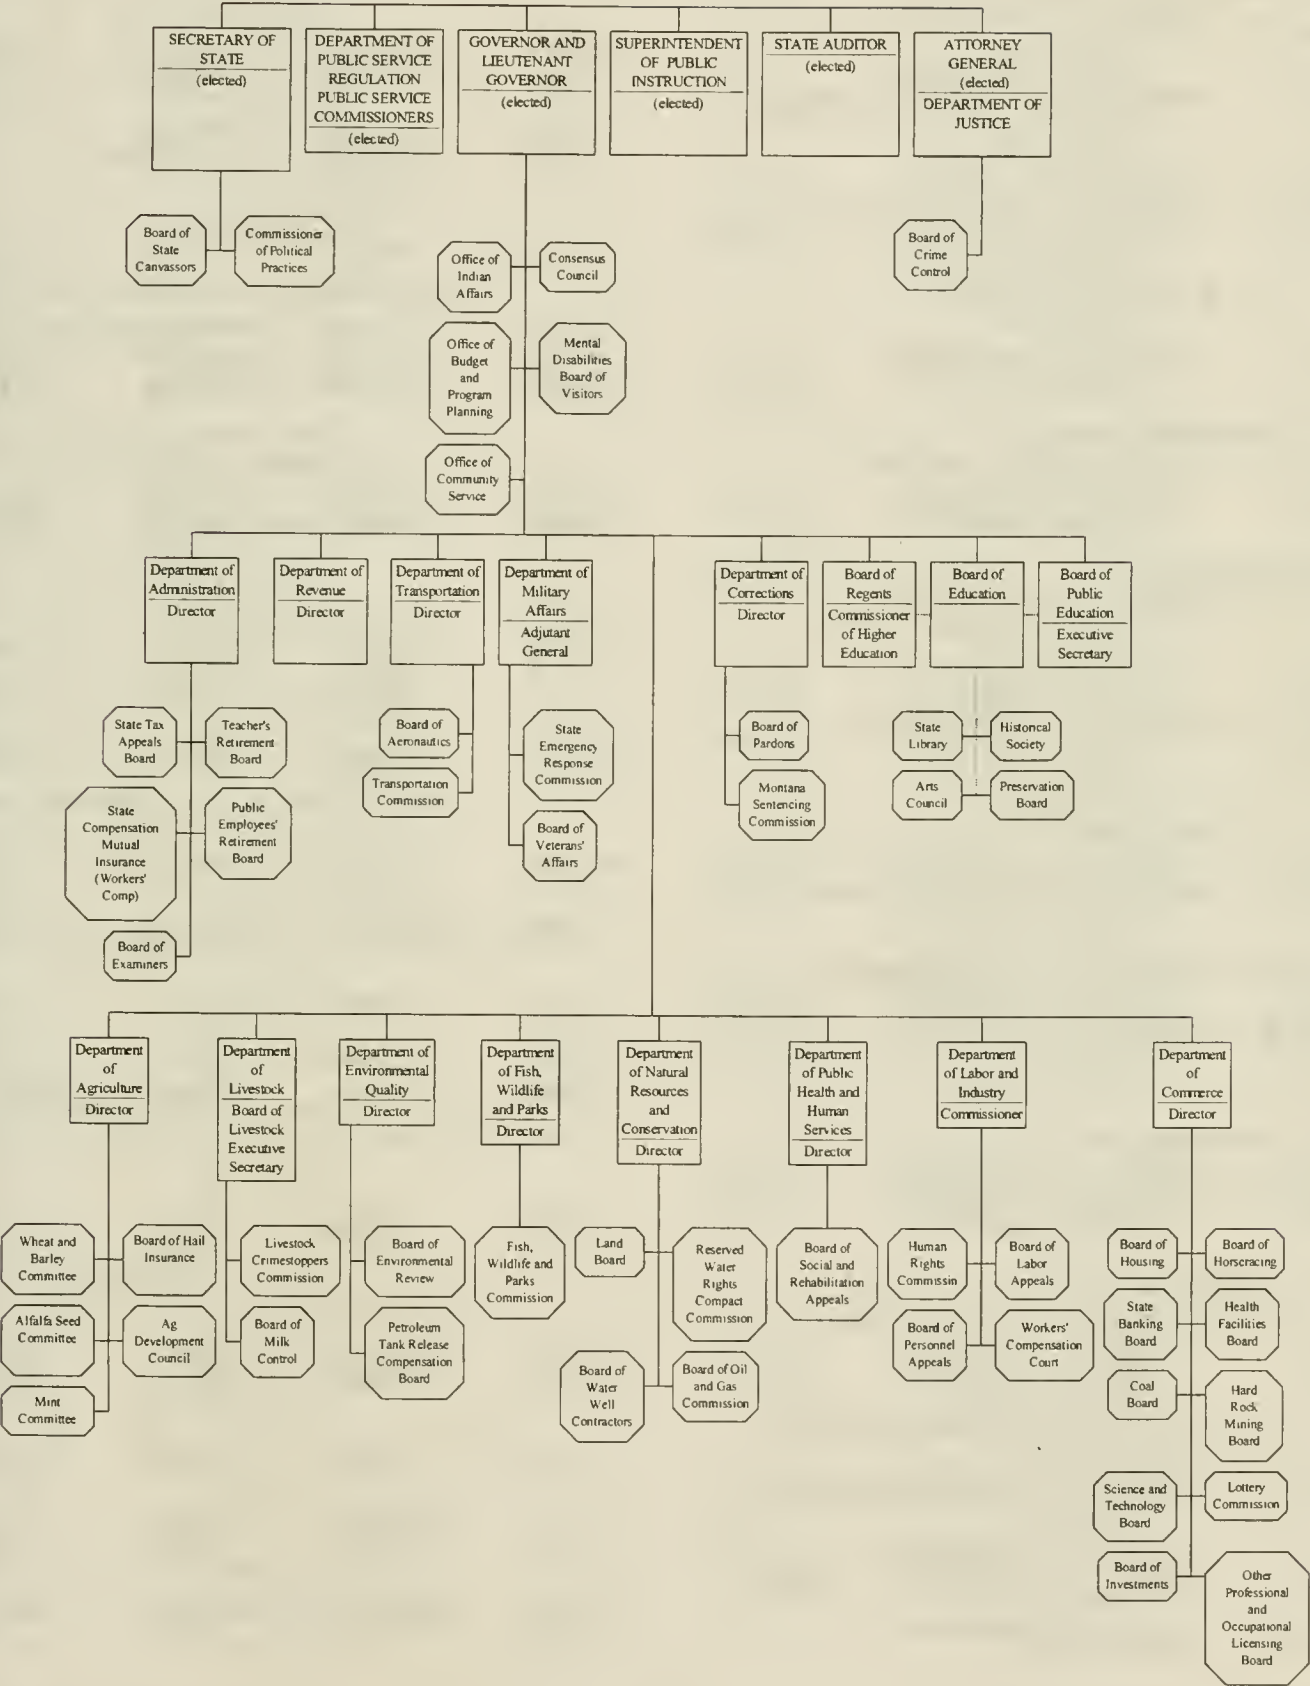 SECRETARY OF
STATE
(elected)
DEPARTMENT OF
PUBLIC SERVICE
REGULATION
PUBLIC SERVICE
COMMISSIONERS
(elected)
GOVERNOR AND
LIEUTENANT
GOVERNOR
(elected)
SUPERINTENDENT
OF PUBLIC
INSTRUCTION
(elected)
STATE AUDITOR
(elected)
ATTORNEY
GENERAL
(elected)
DEPARTMENT OF
JUSTICE
Board of
State
Canvassors
Commissioner
of Political
Practices
Office of
Indian
Affairs
Consensus
Council
Board of
Crime
Control
Office of
Budget
and
Program
Planning
Mental
Disabilities
Board of
Visitors
Office of
Community
Service
Department of
Administration
Director
Department of
Revenue
Director
Department of
Transportation
Director
Department of
Military
Affairs
Adjutant
General
Department of
Corrections
Director
Board of
Regents
Commissioner
of Higher
Education
Board of
Education
Board of
Public
Education
Executive
Secretary
State Tax
Appeals
Board
Teacher's
Retirement
Board
State
Compensation
Mutual
Insurance
(Workers'
Comp)
Public
Employees'
Retirement
Board
Board of
Examiners
Board of
Aeronautics
Transportation
Commission
State
Emergency
Response
Commission
Board of
Veterans'
Affairs
Board of
Pardons
Montana
Sentencing
Commission
State
Library
Historical
Society
Arts
Council
Preservation
Board
Department
of
Agriculture
Director
Department
of
Livestock
Board of
Livestock
Executive
Secretary
Department of
Environmental
Quality
Director
Department
of Fish,
Wildlife
and Parks
Director
Department
of Natural
Resources
and
Conservation
Director
Department
of Public
Health and
Human
Services
Director
Department
of Labor and
Industry
Commissioner
Department
of
Commerce
Director
Wheat and
Barley
Committee
Board of Hail
Insurance
Alfalfa Seed
Committee
Ag
Development
Council
Mint
Committee
Livestock
Crimestoppers
Commission
Board of
Milk
Control
Board of
Environmental
Review
Petroleum
Tank Release
Compensation
Board
Fish,
Wildlife and
Parks
Commission
Land
Board
Reserved
Water
Rights
Compact
Commission
Board of
Water
Well
Contractors
Board of Oil
and Gas
Commission
Board of
Social and
Rehabilitation
Appeals
Human
Rights
Commissin
Board of
Labor
Appeals
Board of
Personnel
Appeals
Workers'
Compensation
Court
Board of
Housing
Board of
Horseracing
State
Banking
Board
Health
Facilities
Board
Coal
Board
Hard
Rock
Mining
Board
Science and
Technology
Board
Lottery
Commission
Board of
Investments
Other
Professional
and
Occupational
Licensing
Board